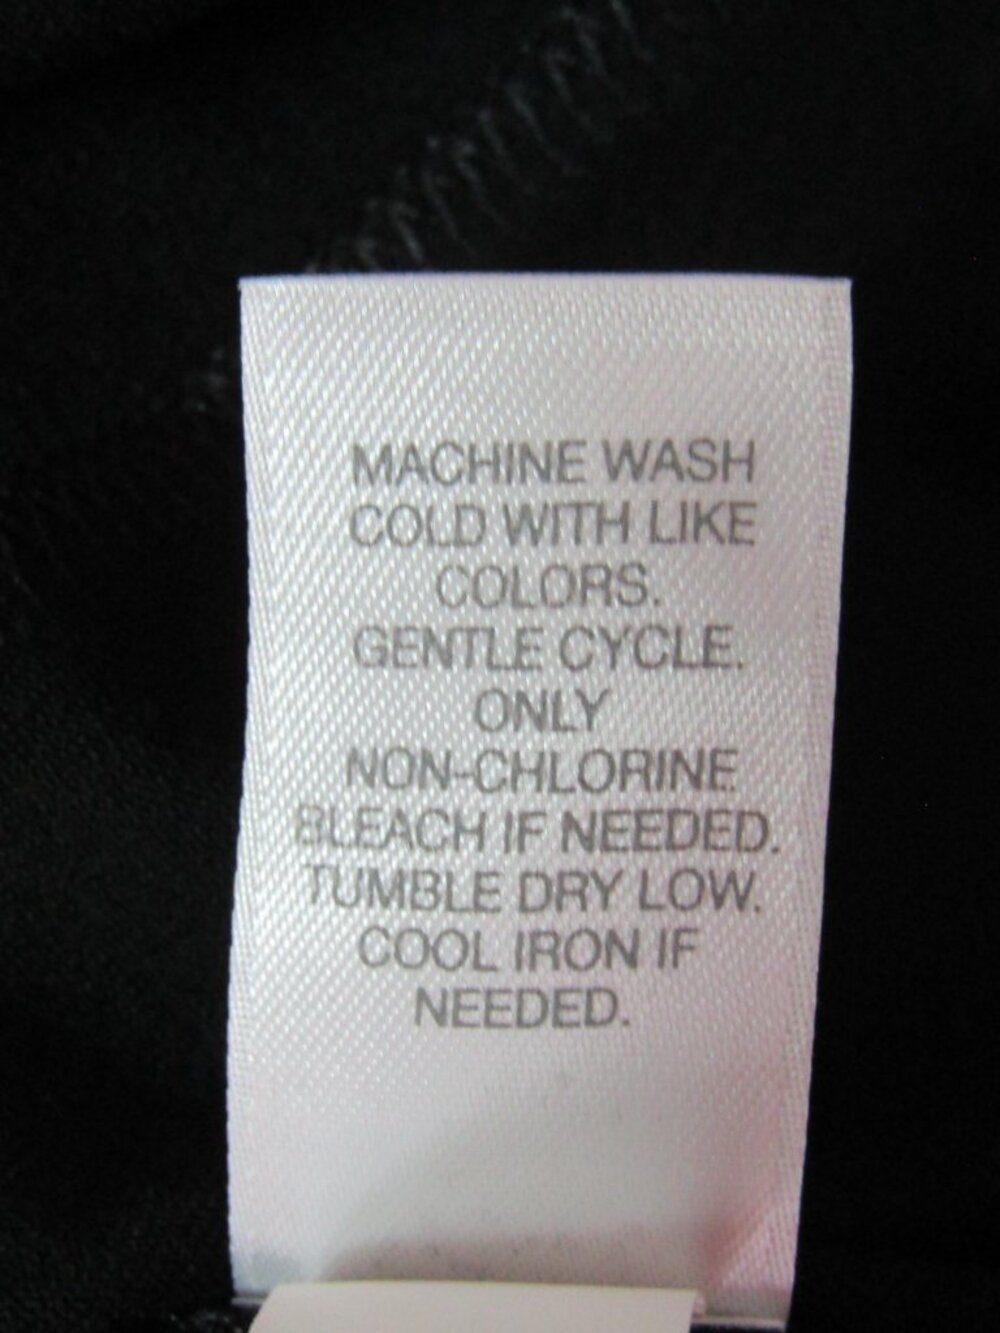 MACHINE WASH
COLD WITH LIKE
COLORS.
GENTLE CYCLE.
ONLY
NON-CHLORINE
BLEACH IF NEEDED.
TUMBLE DRY LOW.
COOL IRON IF
NEEDED.